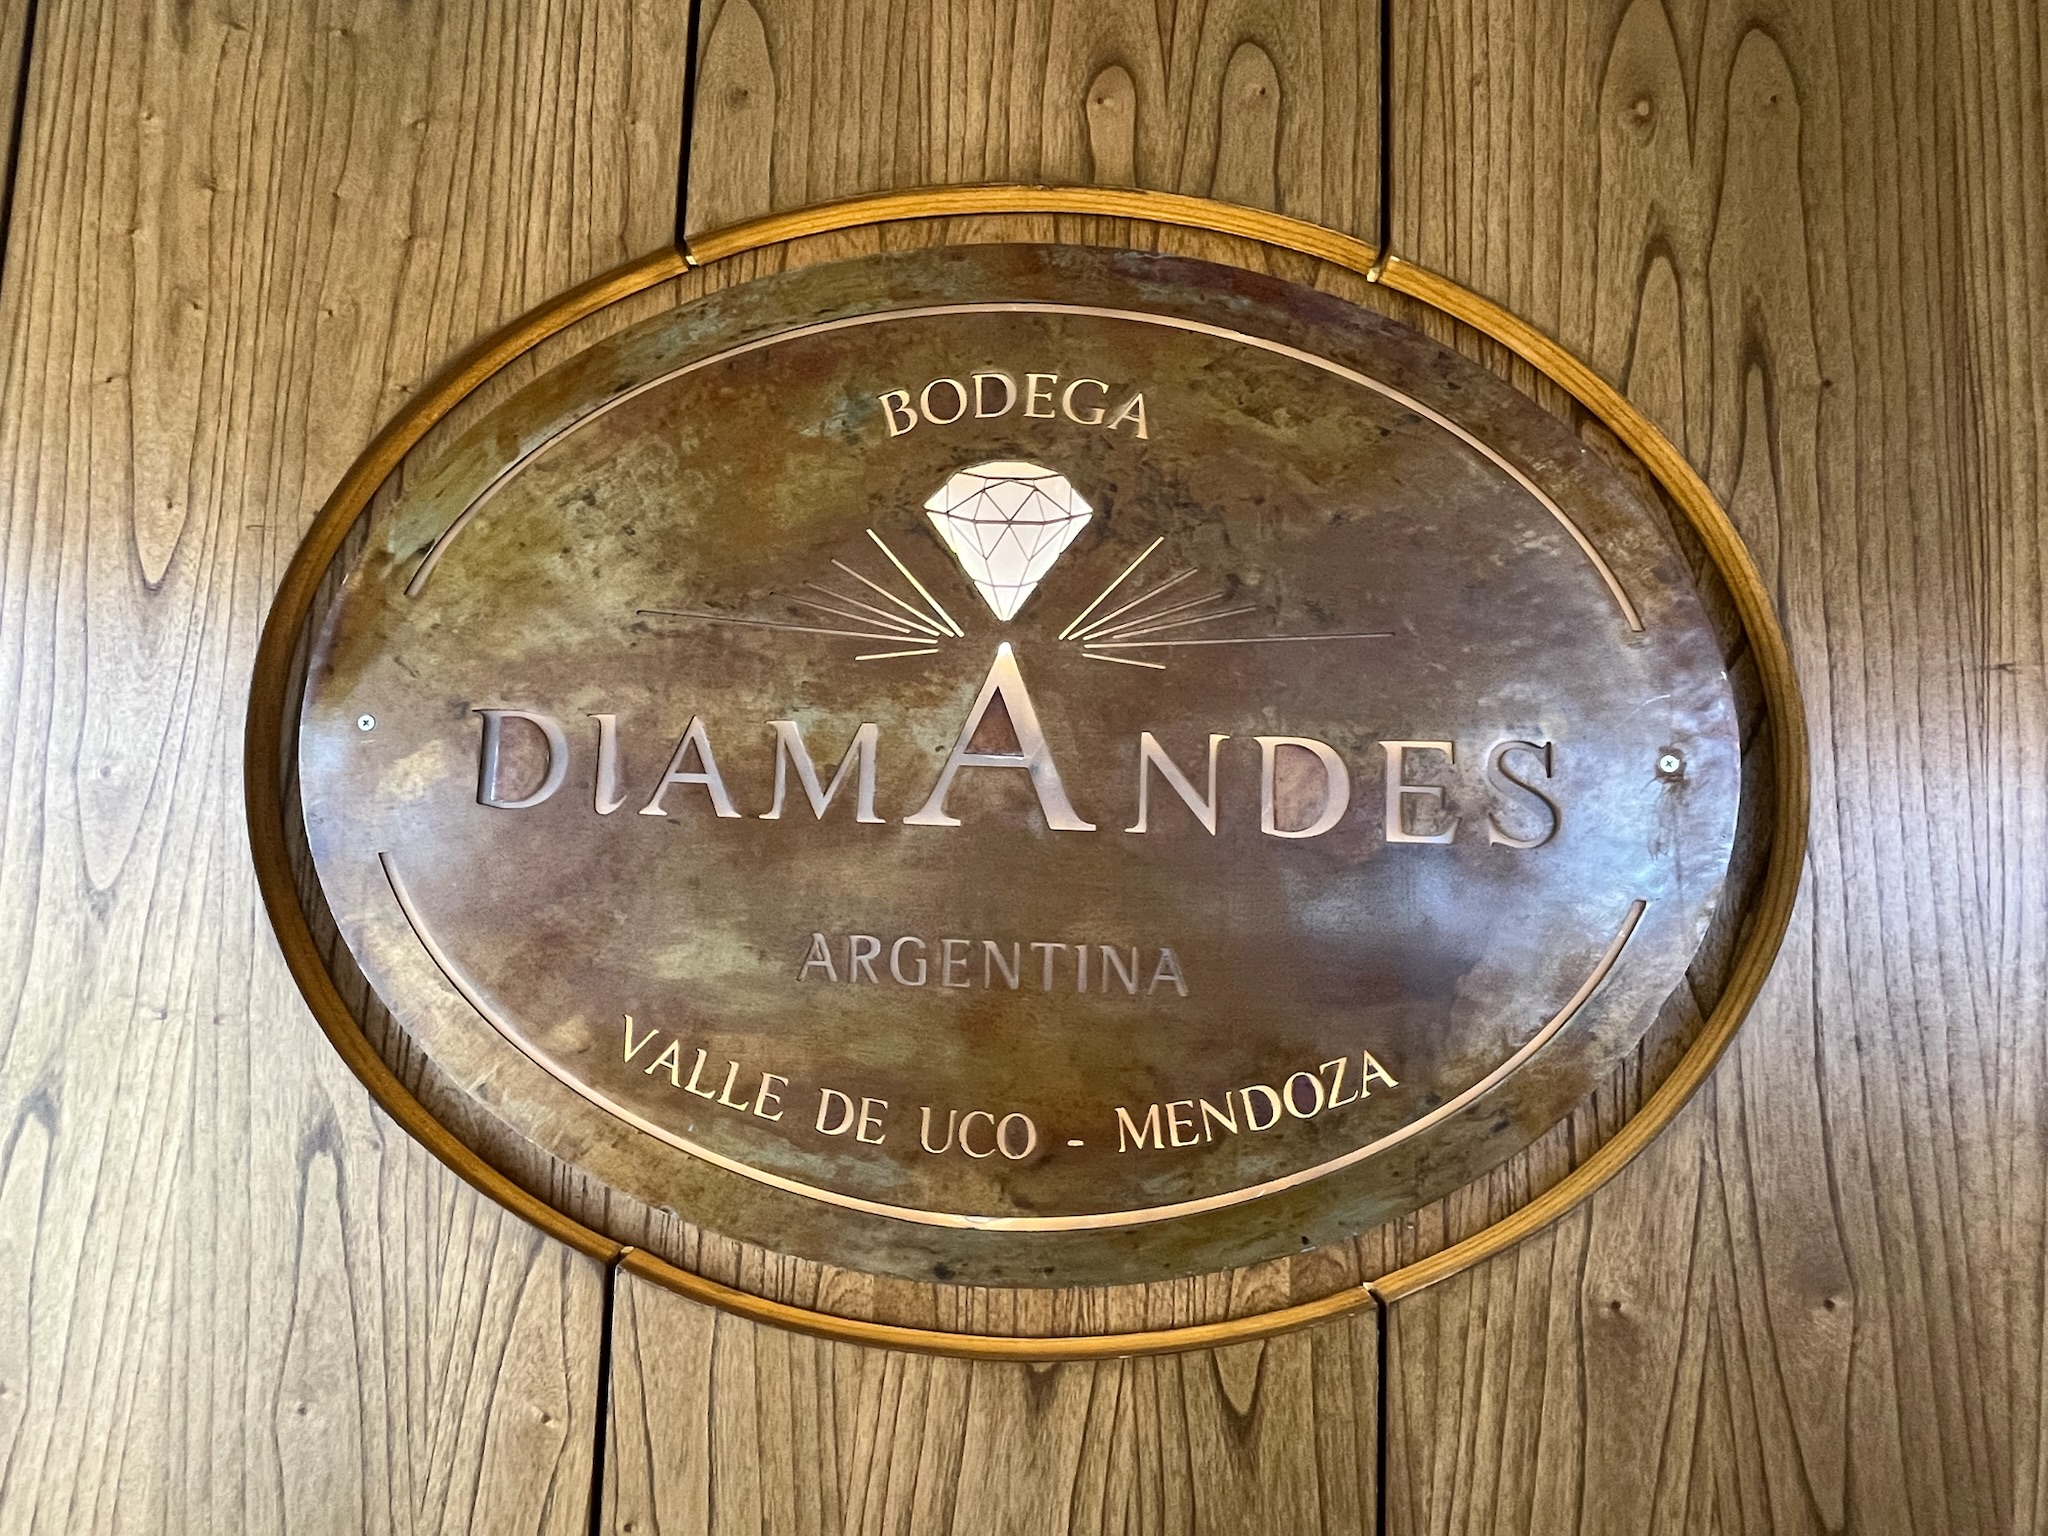 BODEGA
DIAMANDES
ARGENTINA
VALLE DE UCO - MENDOZA